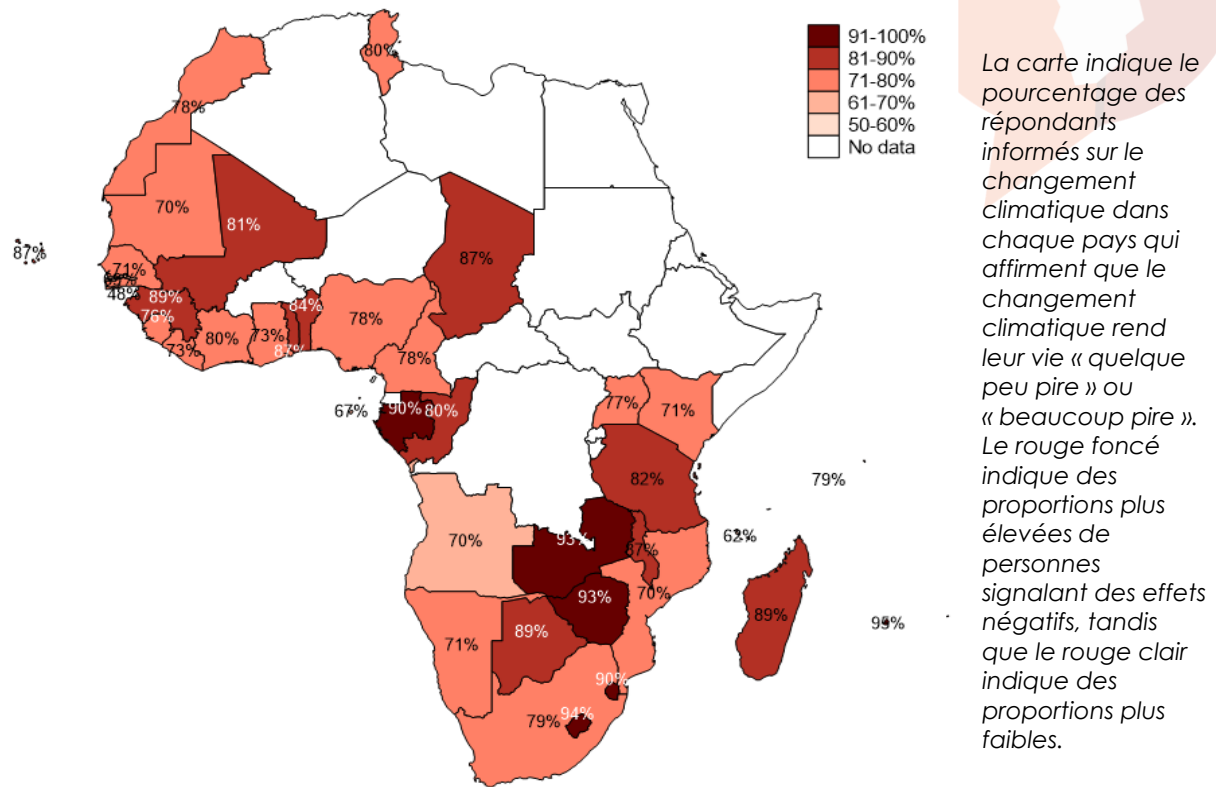 91-100%
81-90%
71-80%
61-70%
50-60%
No data
80%
78%
70%
81%
87%
87%
71%
48%
89%
76%
73%
80%
73%
84%
78%
78%
67%
90%
80%
77%
71%
82%
79%
70%
93%
87%
62%
93%
70%
89%
71%
89%
90%
94%
79%
La carte indique le
pourcentage des
répondants
informés sur le
changement
climatique dans
chaque pays qui
affirment que le
changement
climatique rend
leur vie « quelque
peu pire » ou
« beaucoup pire ».
Le rouge foncé
indique des
proportions plus
élevées de
personnes
signalant des effets
négatifs, tandis
que le rouge clair
indique des
proportions plus
faibles.